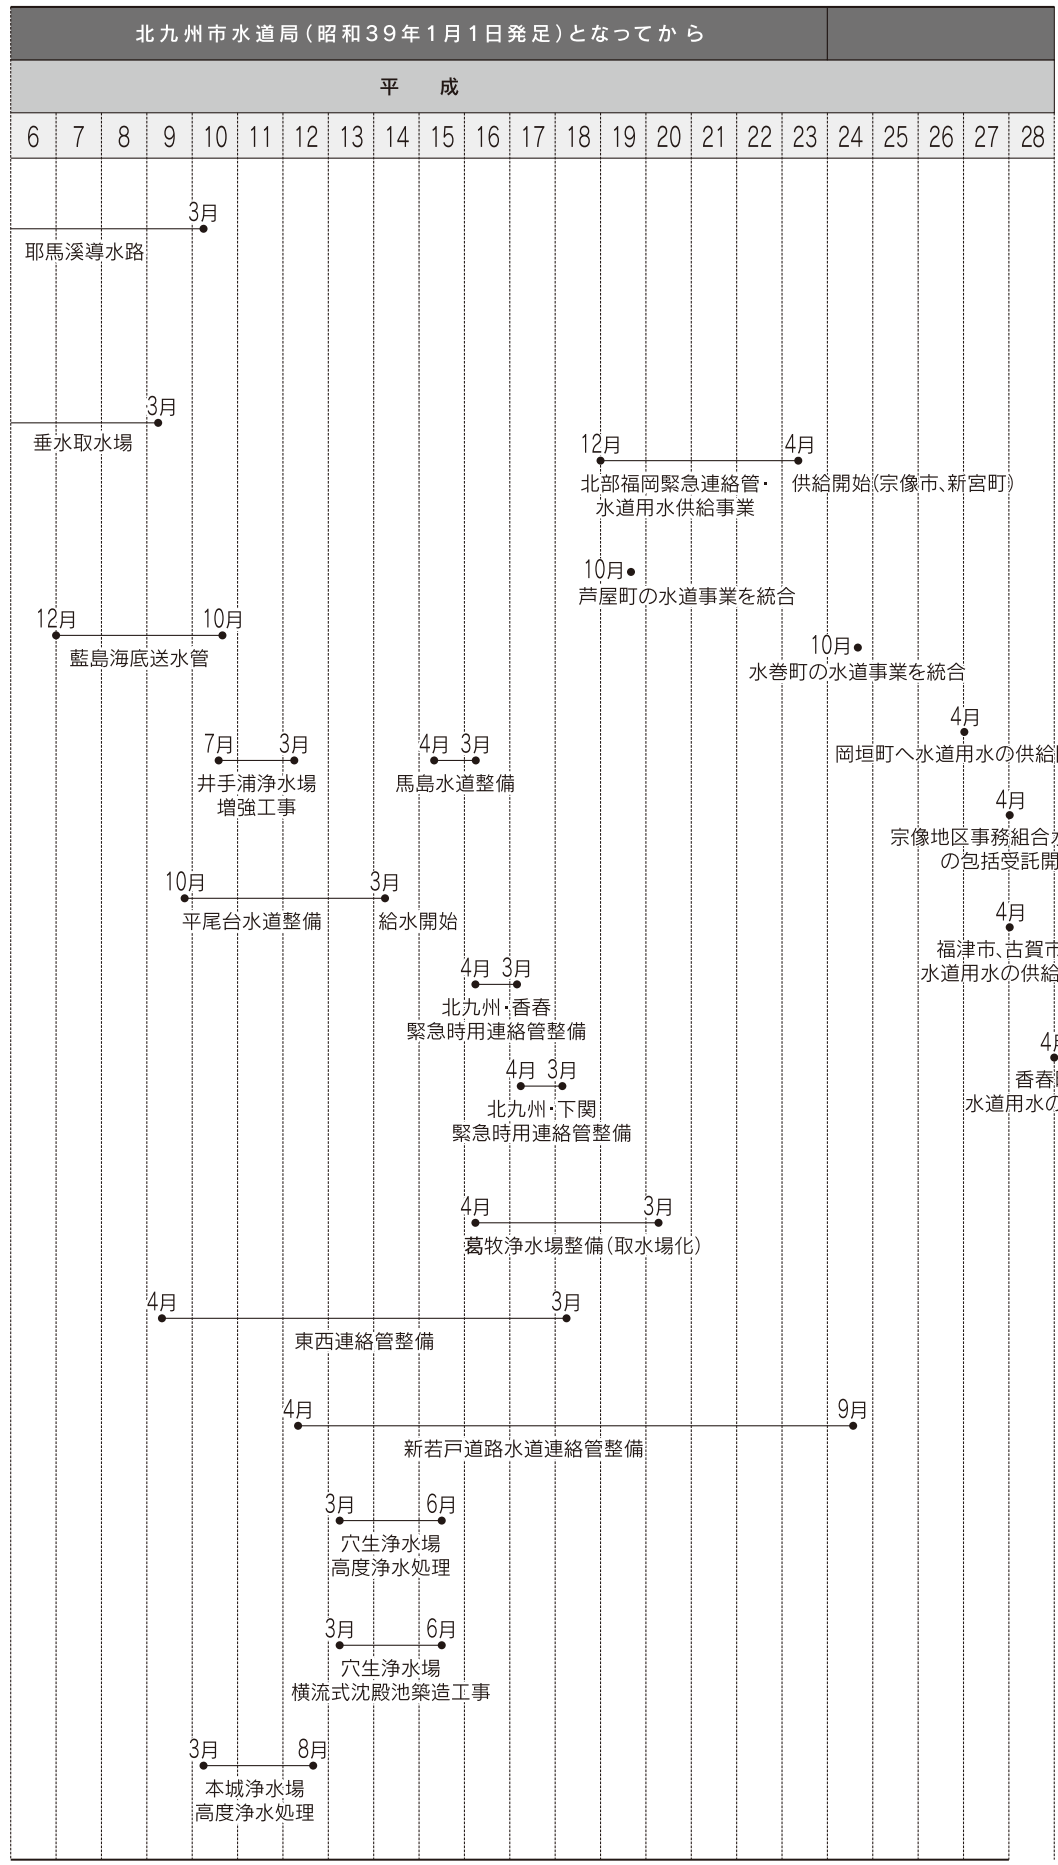 北九州市水道局(昭和39年1月1日発足)となってから
平 成
6 7 8 9 10 11 12 13 14 15 16 17 18 19 20 21 22 23 24 25 26 27 28
3月
耶馬溪導水路
3月
垂水取水場
12月 4月
北部福岡緊急連絡管・ 供給開始(宗像市、新宮町)
水道用水供給事業
10月
芦屋町の水道事業を統合
12月 10月
藍島海底送水管
10月
水巻町の水道事業を統合
4月
岡垣町へ水道用水の供給
7月 3月 4月 3月
井手浦浄水場 馬島水道整備
増強工事
4月
宗像地区事務組合
の包括受託開
10月 3月
平尾台水道整備 給水開始
4月
福津市、古賀市
水道用水の供給
4月 3月
北九州・香春
緊急時用連絡管整備
4月
香春
水道用水の
4月 3月
北九州・下関
緊急時用連絡管整備
4月 3月
葛牧浄水場整備(取水場化)
4月 3月
東西連絡管整備
4月 9月
新若戸道路水道連絡管整備
3月 6月
穴生浄水場
高度浄水処理
3月 6月
穴生浄水場
横流式沈殿池築造工事
3月 8月
本城浄水場
高度浄水処理